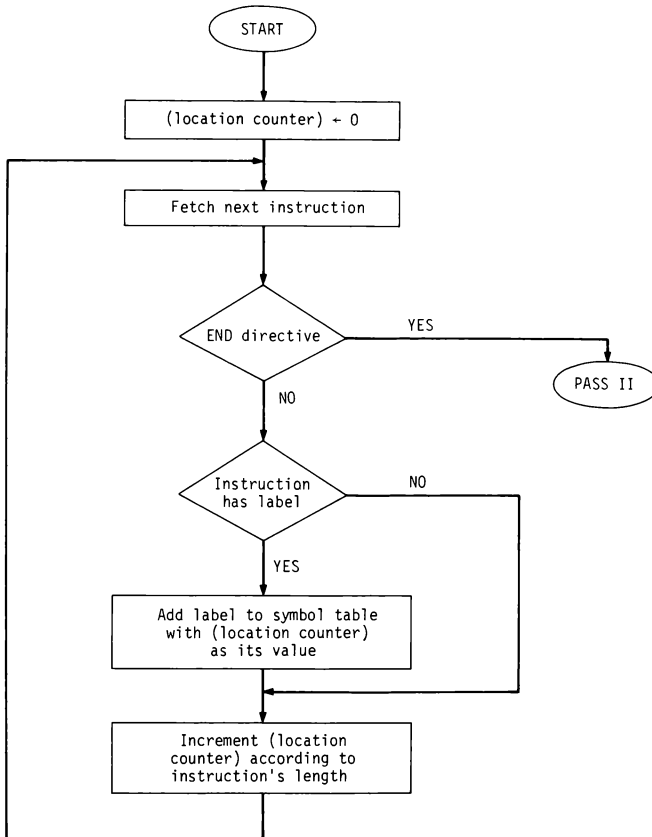 START
(location counter) ← 0
Fetch next instruction
END directive
YES
PASS II
NO
Instruction
has label
NO
YES
Add label to symbol table
with (location counter)
as its value
Increment (location
counter) according to
instruction's length